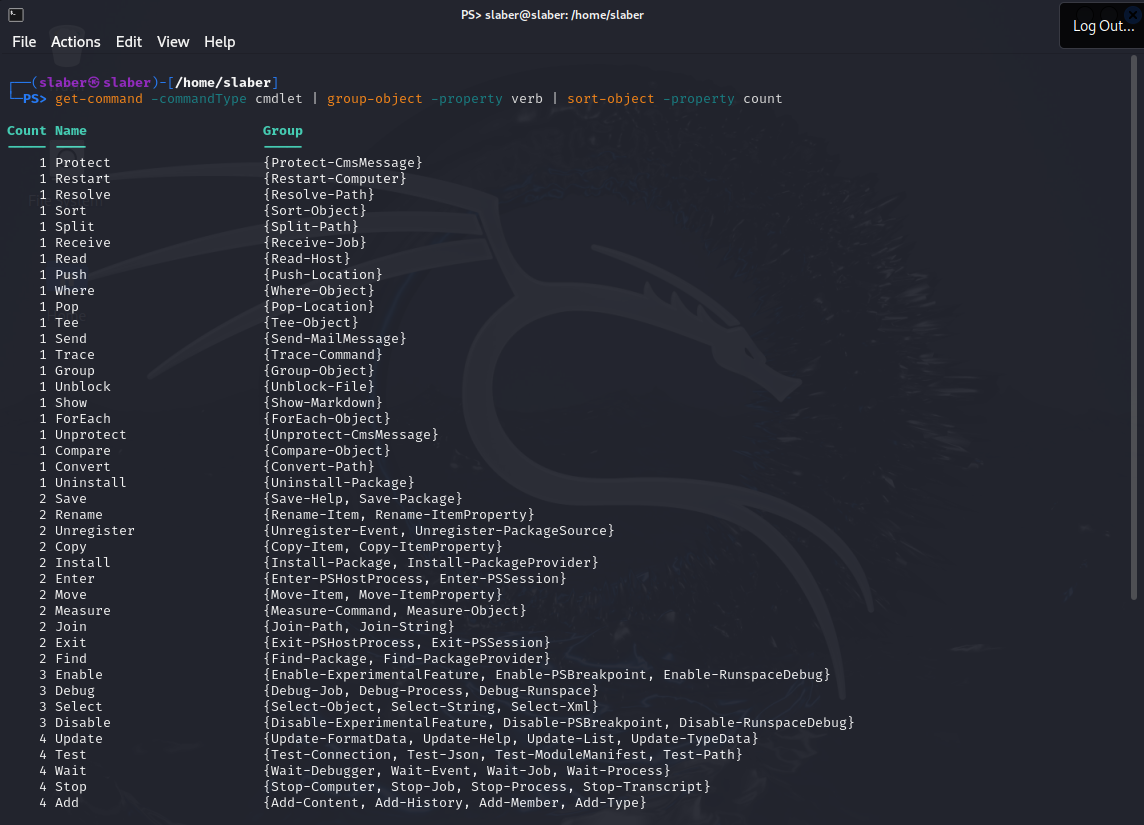 PS> slaber@slaber: /home/slaber
File Actions Edit View Help
Log Out...
┌──(slaber㉿slaber)-[/home/slaber]
└─PS> get-command -commandType cmdlet | group-object -property verb | sort-object -property count
Count Name Group
1 Protect {Protect-CmsMessage}
1 Restart {Restart-Computer}
1 Resolve {Resolve-Path}
1 Sort {Sort-Object}
1 Split {Split-Path}
1 Receive {Receive-Job}
1 Read {Read-Host}
1 Push {Push-Location}
1 Where {Where-Object}
1 Pop {Pop-Location}
1 Tee {Tee-Object}
1 Send {Send-MailMessage}
1 Trace {Trace-Command}
1 Group {Group-Object}
1 Unblock {Unblock-File}
1 Show {Show-Markdown}
1 ForEach {ForEach-Object}
1 Unprotect {Unprotect-CmsMessage}
1 Compare {Compare-Object}
1 Convert {Convert-Path}
1 Uninstall {Uninstall-Package}
2 Save {Save-Help, Save-Package}
2 Rename {Rename-Item, Rename-ItemProperty}
2 Unregister {Unregister-Event, Unregister-PackageSource}
2 Copy {Copy-Item, Copy-ItemProperty}
2 Install {Install-Package, Install-PackageProvider}
2 Enter {Enter-PSHostProcess, Enter-PSSession}
2 Move {Move-Item, Move-ItemProperty}
2 Measure {Measure-Command, Measure-Object}
2 Join {Join-Path, Join-String}
2 Exit {Exit-PSHostProcess, Exit-PSSession}
2 Find {Find-Package, Find-PackageProvider}
3 Enable {Enable-ExperimentalFeature, Enable-PSBreakpoint, Enable-RunspaceDebug}
3 Debug {Debug-Job, Debug-Process, Debug-Runspace}
3 Select {Select-Object, Select-String, Select-Xml}
3 Disable {Disable-ExperimentalFeature, Disable-PSBreakpoint, Disable-RunspaceDebug}
4 Update {Update-FormatData, Update-Help, Update-List, Update-TypeData}
4 Test {Test-Connection, Test-Json, Test-ModuleManifest, Test-Path}
4 Wait {Wait-Debugger, Wait-Event, Wait-Job, Wait-Process}
4 Stop {Stop-Computer, Stop-Job, Stop-Process, Stop-Transcript}
4 Add {Add-Content, Add-History, Add-Member, Add-Type}